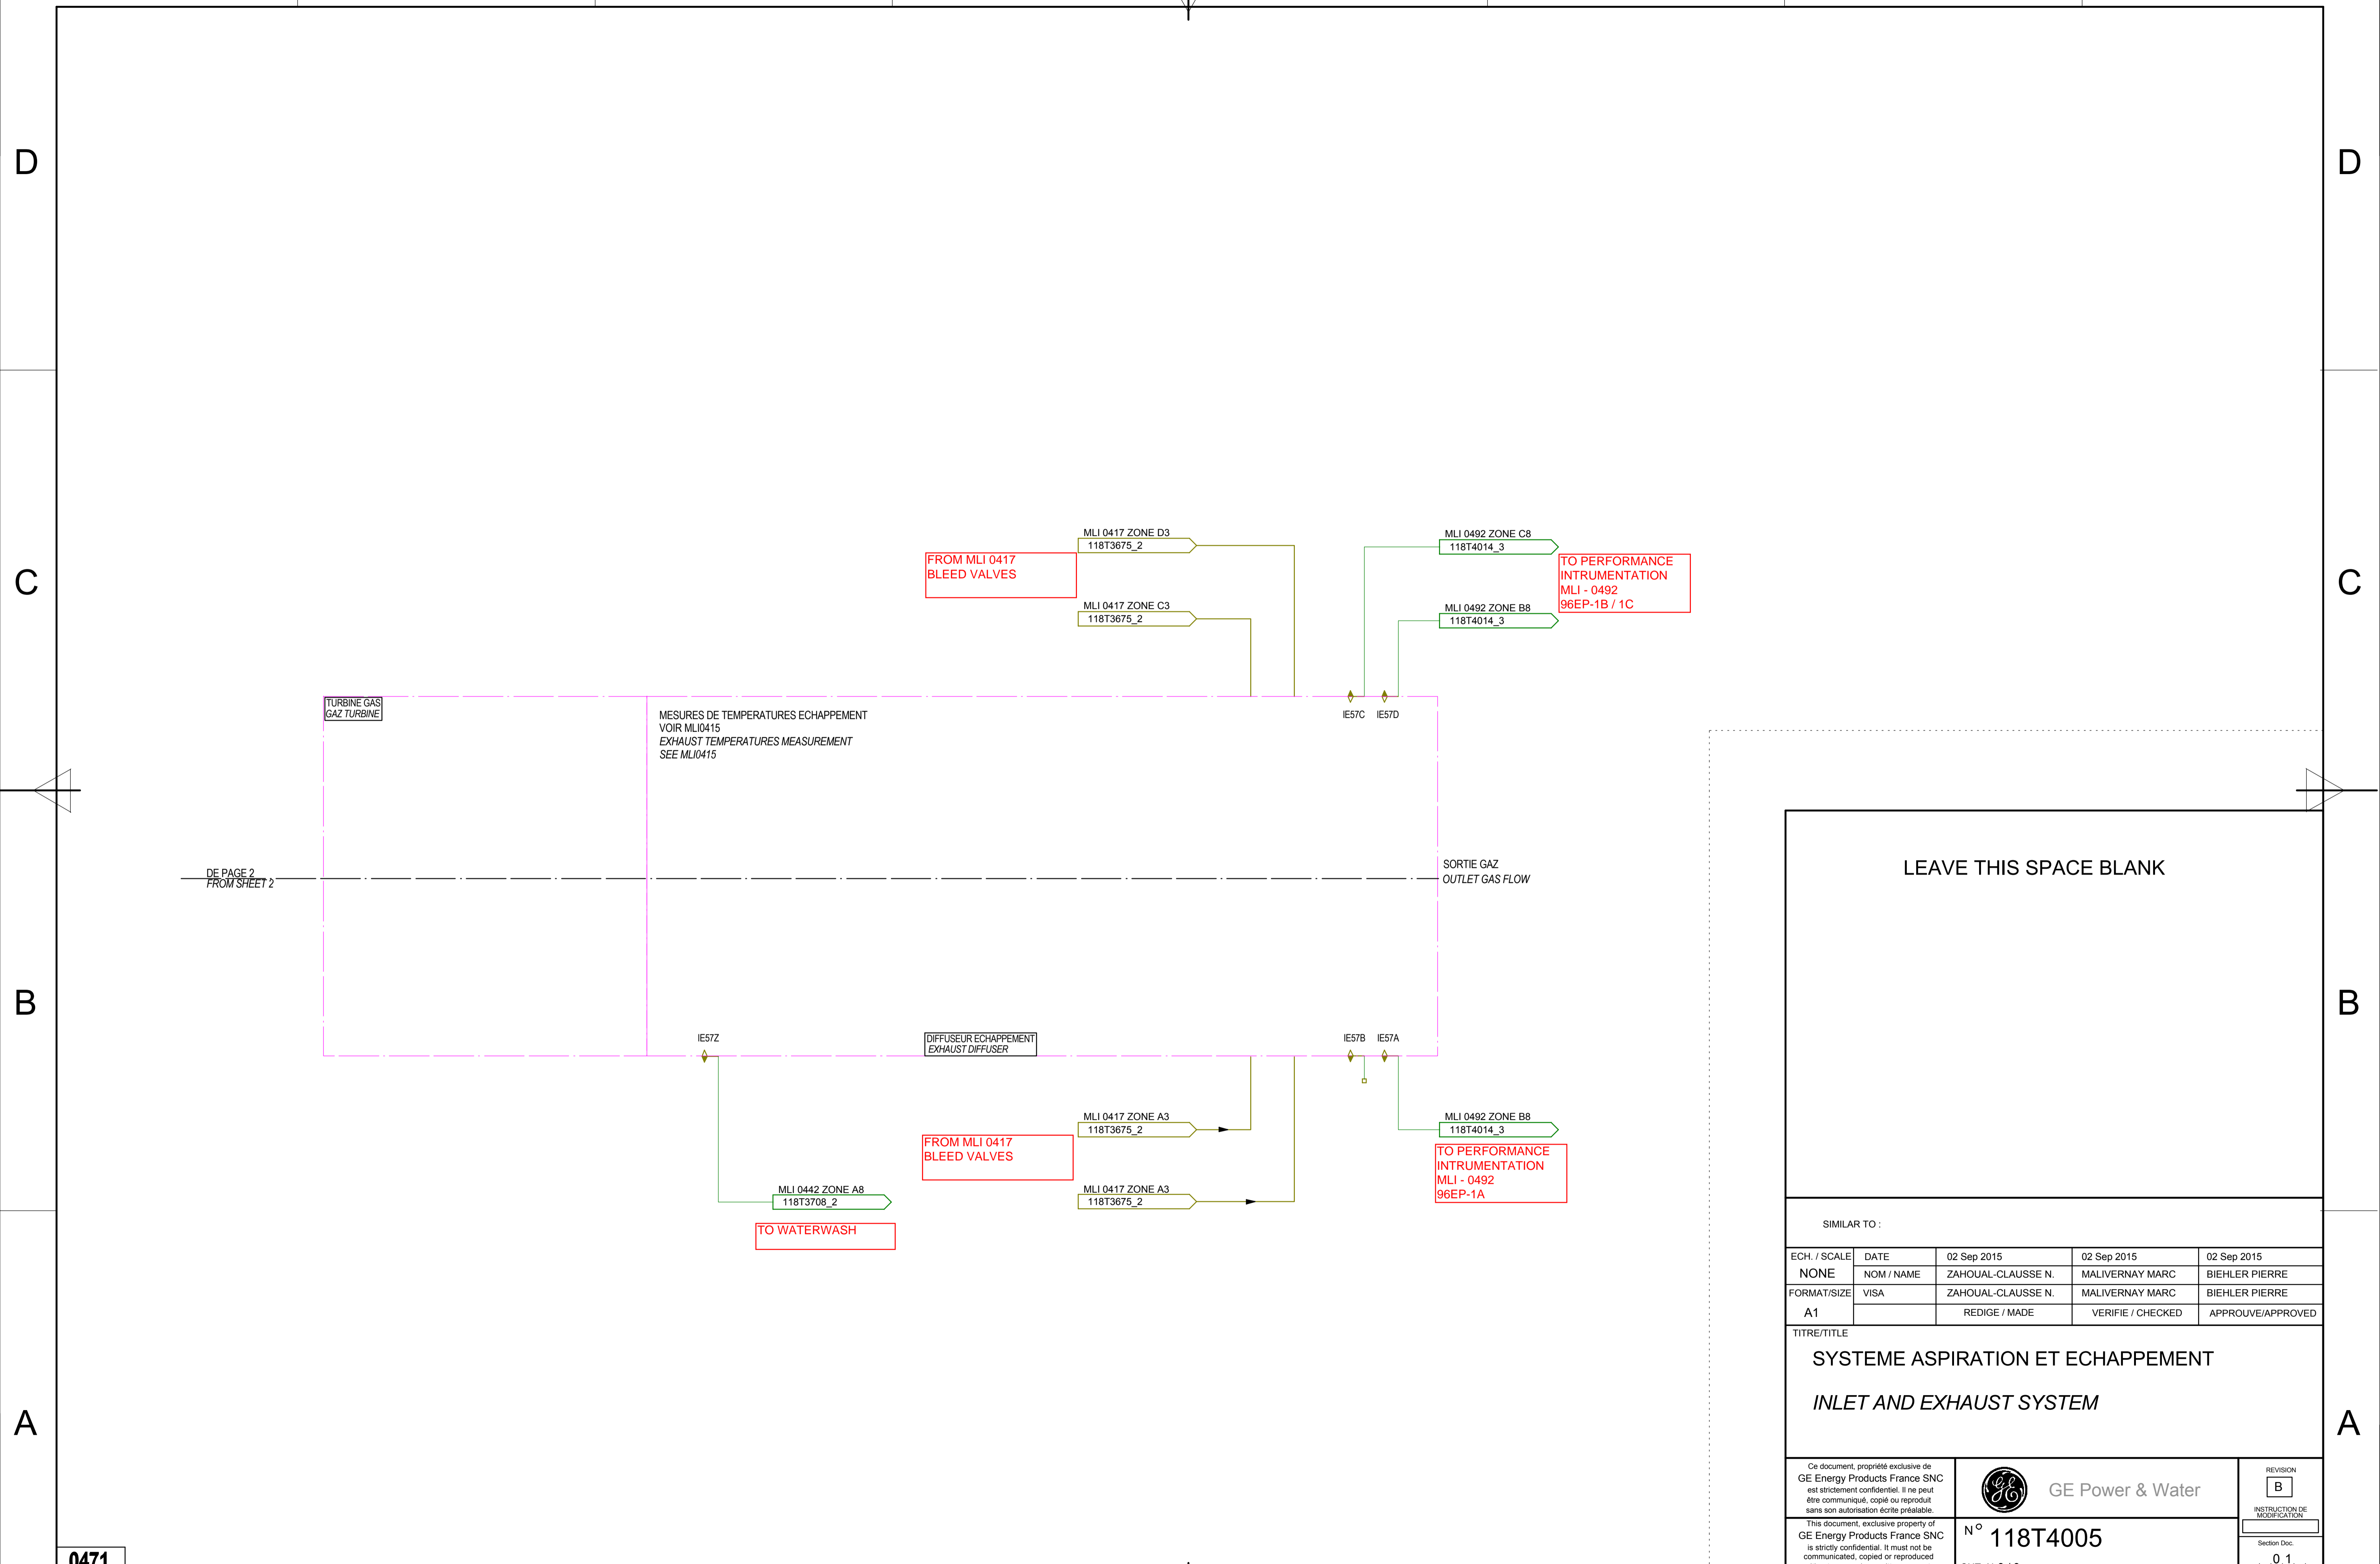 D
D
MLI 0417 ZONE D3
118T3675_2
MLI 0492 ZONE C8
118T4014_3
FROM MLI 0417
BLEED VALVES
TO PERFORMANCE
INTRUMENTATION
MLI - 0492
96EP-1B / 1C
C
C
MLI 0417 ZONE C3
118T3675_2
MLI 0492 ZONE B8
118T4014_3
TURBINE GAS
GAZ TURBINE
MESURES DE TEMPERATURES ECHAPPEMENT
VOIR MLI0415
EXHAUST TEMPERATURES MEASUREMENT
SEE MLI0415
IE57C
IE57D
DE PAGE 2
FROM SHEET 2
SORTIE GAZ
OUTLET GAS FLOW
LEAVE THIS SPACE BLANK
B
B
IE57Z
DIFFUSEUR ECHAPPEMENT
EXHAUST DIFFUSER
IE57B
IE57A
MLI 0417 ZONE A3
118T3675_2
MLI 0492 ZONE B8
118T4014_3
FROM MLI 0417
BLEED VALVES
TO PERFORMANCE
INTRUMENTATION
MLI - 0492
96EP-1A
MLI 0442 ZONE A8
118T3708_2
MLI 0417 ZONE A3
118T3675_2
TO WATERWASH
SIMILAR TO :
ECH. / SCALE
DATE
02 Sep 2015
02 Sep 2015
02 Sep 2015
NONE
NOM / NAME
ZAHOUAL-CLAUSSE N.
MALIVERNAY MARC
BIEHLER PIERRE
FORMAT/SIZE
VISA
ZAHOUAL-CLAUSSE N.
MALIVERNAY MARC
BIEHLER PIERRE
A1
REDIGE / MADE
VERIFIE / CHECKED
APPROUVE/APPROVED
TITRE/TITLE
SYSTEME ASPIRATION ET ECHAPPEMENT
INLET AND EXHAUST SYSTEM
A
A
Ce document, propriété exclusive de
GE Energy Products France SNC
est strictement confidentiel. Il ne peut
être communiqué, copié ou reproduit
sans son autorisation écrite préalable.
This document, exclusive property of
GE Energy Products France SNC
is strictly confidential. It must not be
communicated, copied or reproduced
GE
GE Power & Water
REVISION
B
INSTRUCTION DE
MODIFICATION
N° 118T4005
Section Doc.
0 1
0471